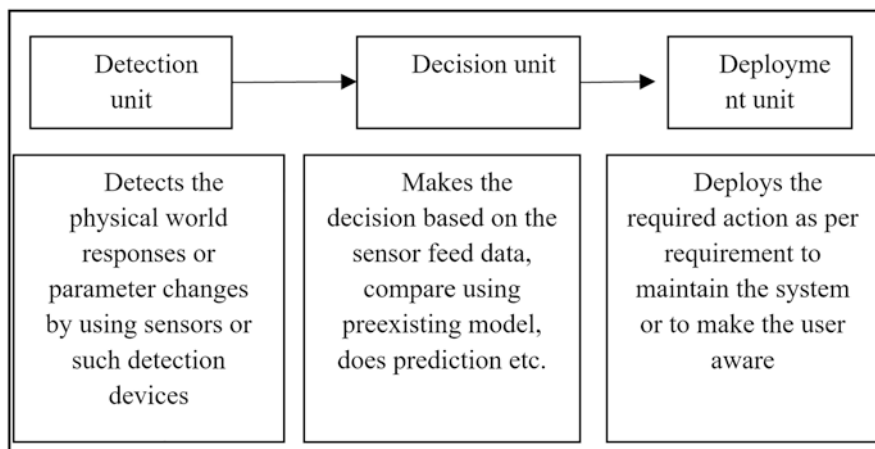 Detection
unit
Decision unit
Deployme
nt unit
Detects the
physical world
responses or
parameter changes
by using sensors or
such detection
devices
Makes the
decision based on the
sensor feed data,
compare using
preexisting model,
does prediction etc.
Deploys the
required action as per
requirement to
maintain the system
or to make the user
aware